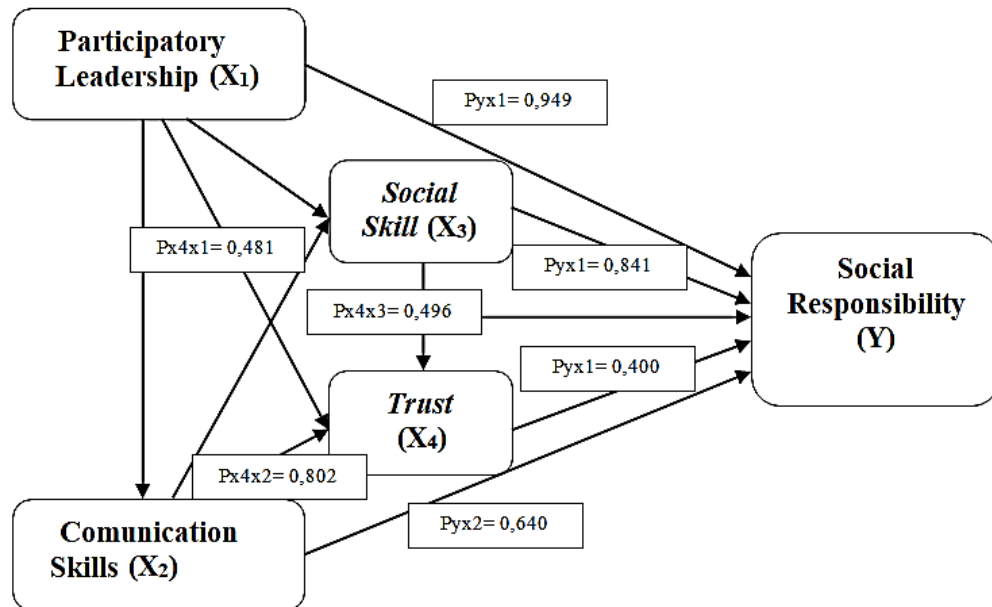 Participatory
Leadership (X₁)
Pyx1= 0,949
Social
Skill (X₃)
Px4x1= 0,481
Pyx1= 0,841
Social
Responsibility
(Y)
Px4x3= 0,496
Pyx1= 0,400
Trust
(X₄)
Px4x2= 0,802
Pyx2= 0,640
Comunication
Skills (X₂)